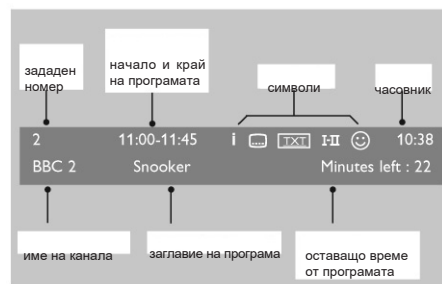 зададен
номер
начало и край
на програмата
символи
часовник
2 11:00-11:45 i TXT I-II 10:38
BBC 2 Snooker Minutes left : 22
име на канала
заглавие на програма
оставащо време
от програмата